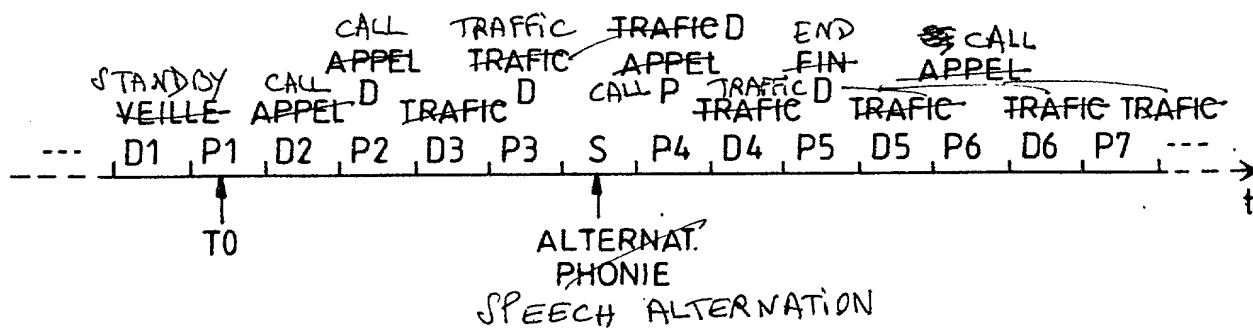 CALL TRAFFIC TRAFIC D END CALL
APPEL TRAFIC APPEL FIN APPEL
STANDBY CALL D D CALL P TRAFFIC D
VEILLE APPEL TRAFIC TRAFIC TRAFIC TRAFIC TRAFIC
--- D1 P1 D2 P2 D3 P3 S P4 D4 P5 D5 P6 D6 P7 ---
t
T0 ALTERNAT.
PHONIE
SPEECH ALTERNATION